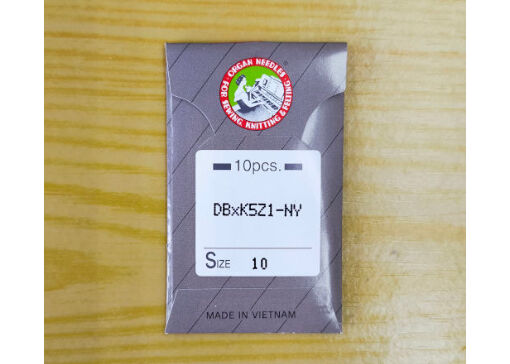 ORGAN NEEDLES
FOR SEWING, KNITTING & FELTING
10pcs.
DBxK5Z1-NY
SIZE 10
MADE IN VIETNAM